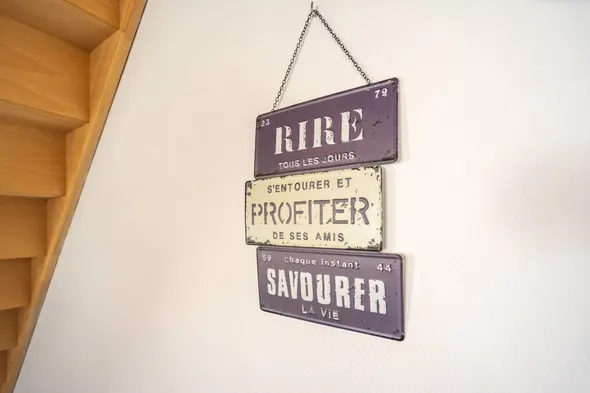 23 79
RIRE
TOUS LES JOURS
S'ENTOURER ET
PROFITER
DE SES AMIS
59 chaque instant 44
SAVOURER
LA VIE